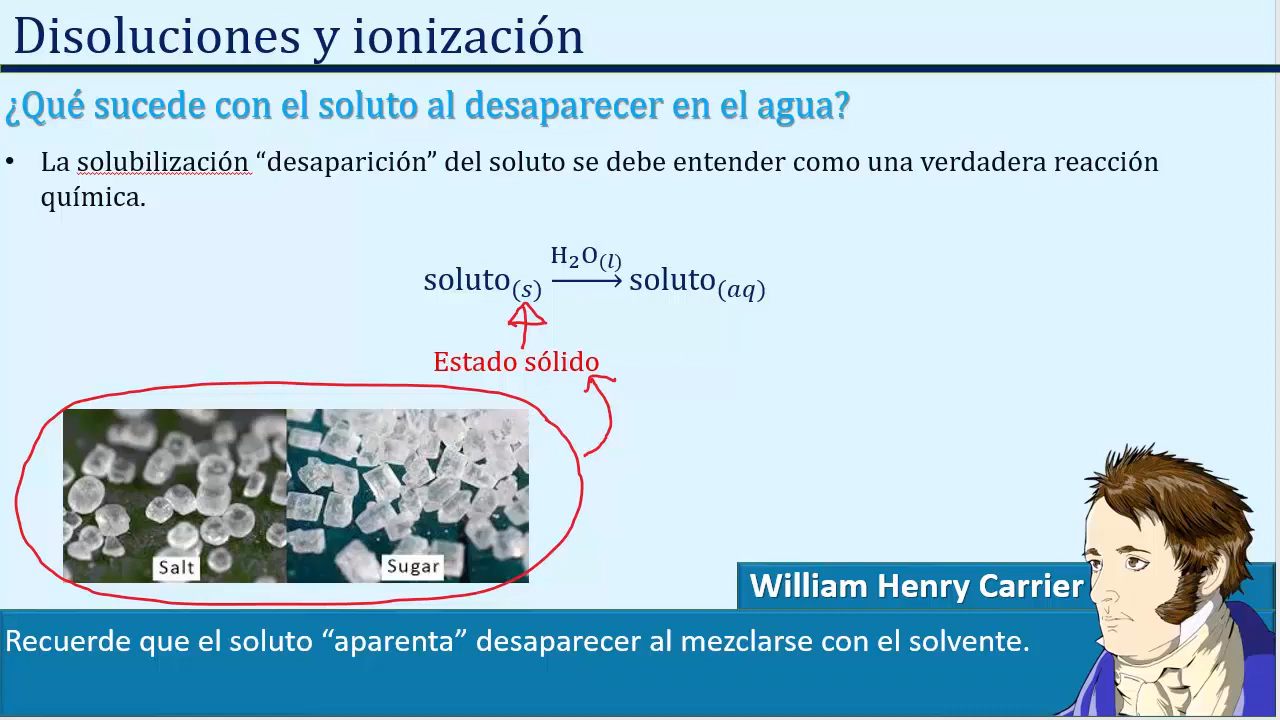 Disoluciones y ionización
¿Qué sucede con el soluto al desaparecer en el agua?
• La solubilización “desaparición” del soluto se debe entender como una verdadera reacción
química.
H₂O(l)
soluto(s) ⟶ soluto(aq)
Estado sólido
Salt
Sugar
William Henry Carrier
Recuerde que el soluto “aparenta” desaparecer al mezclarse con el solvente.